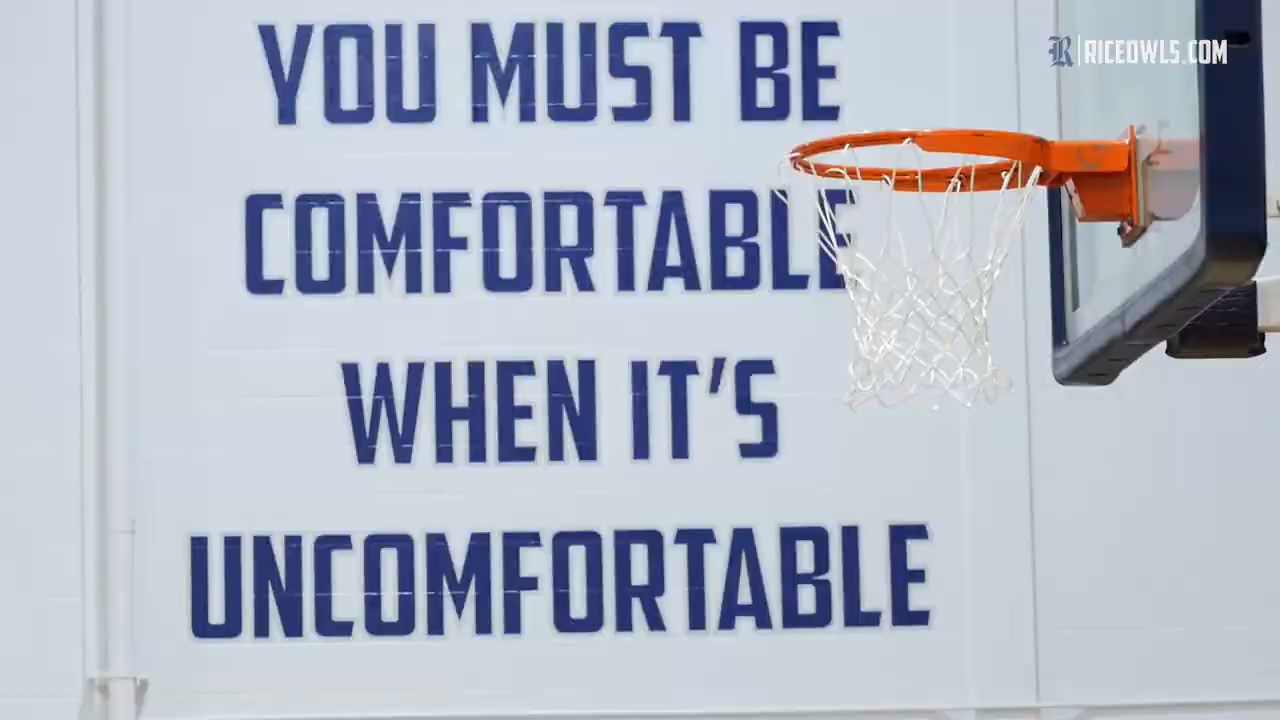 YOU MUST BE
R RICEOWLS.COM
COMFORTABLE
WHEN IT’S
UNCOMFORTABLE